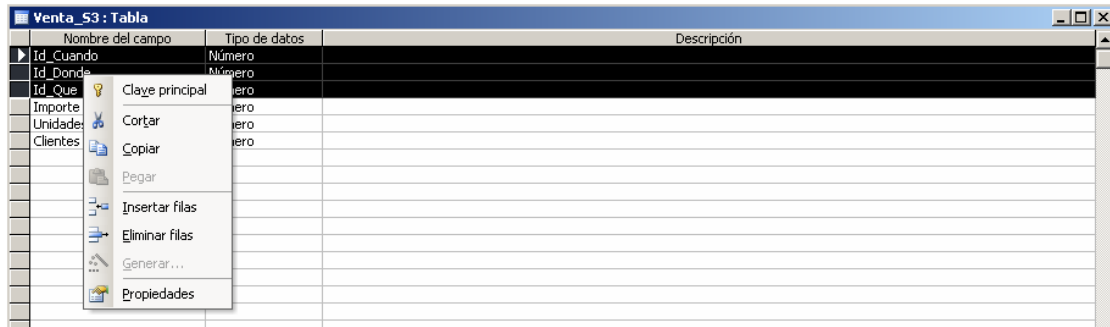 Venta_S3 : Tabla
Nombre del campo Tipo de datos Descripción
Id_Cuando Número
Id_Donde Número
Id_Que
Importe
Unidades
Clientes
Clave principal
Cortar
Copiar
Pegar
Insertar filas
Eliminar filas
Generar...
Propiedades